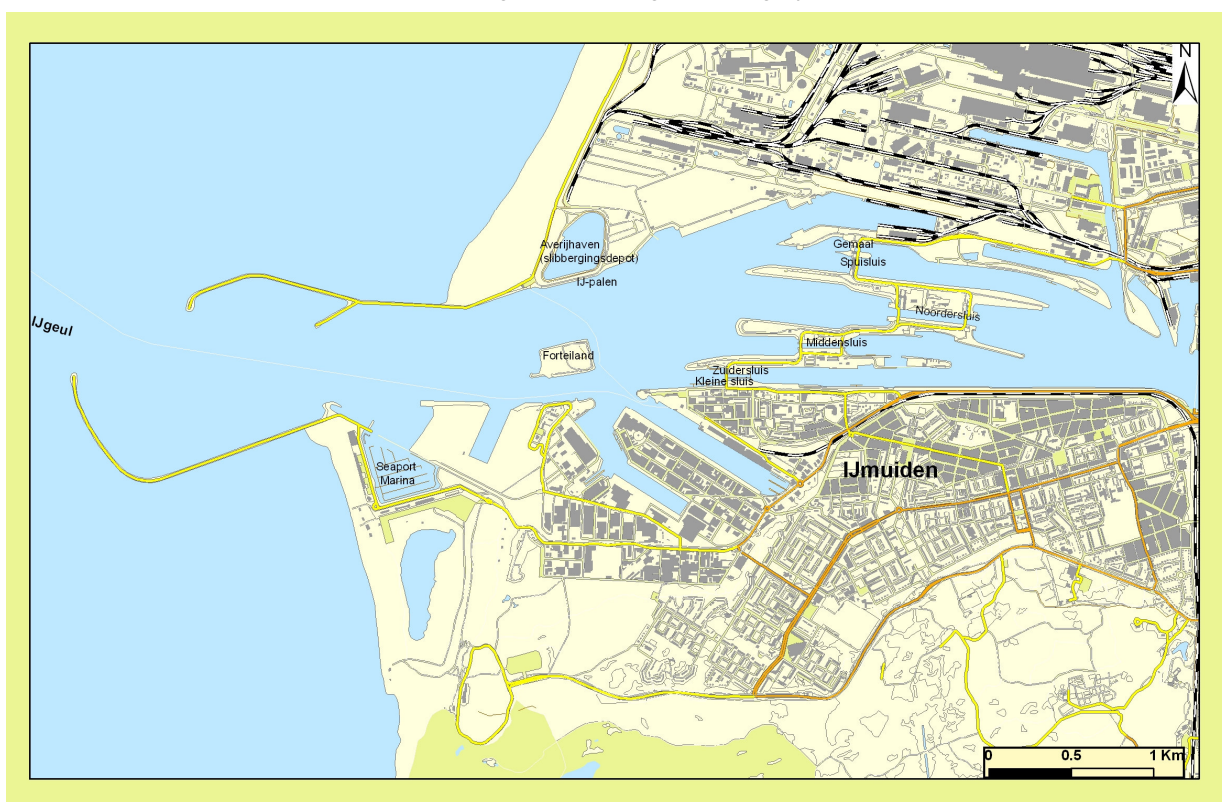 N
Averijhaven
(slibbergingsdepot)
IJ-palen
Gemaal
Spuisluis
Noordersluis
IJgeul
Middensluis
Forteiland
Zuidersluis
Kleine sluis
IJmuiden
Seaport
Marina
0 0.5 1 Km